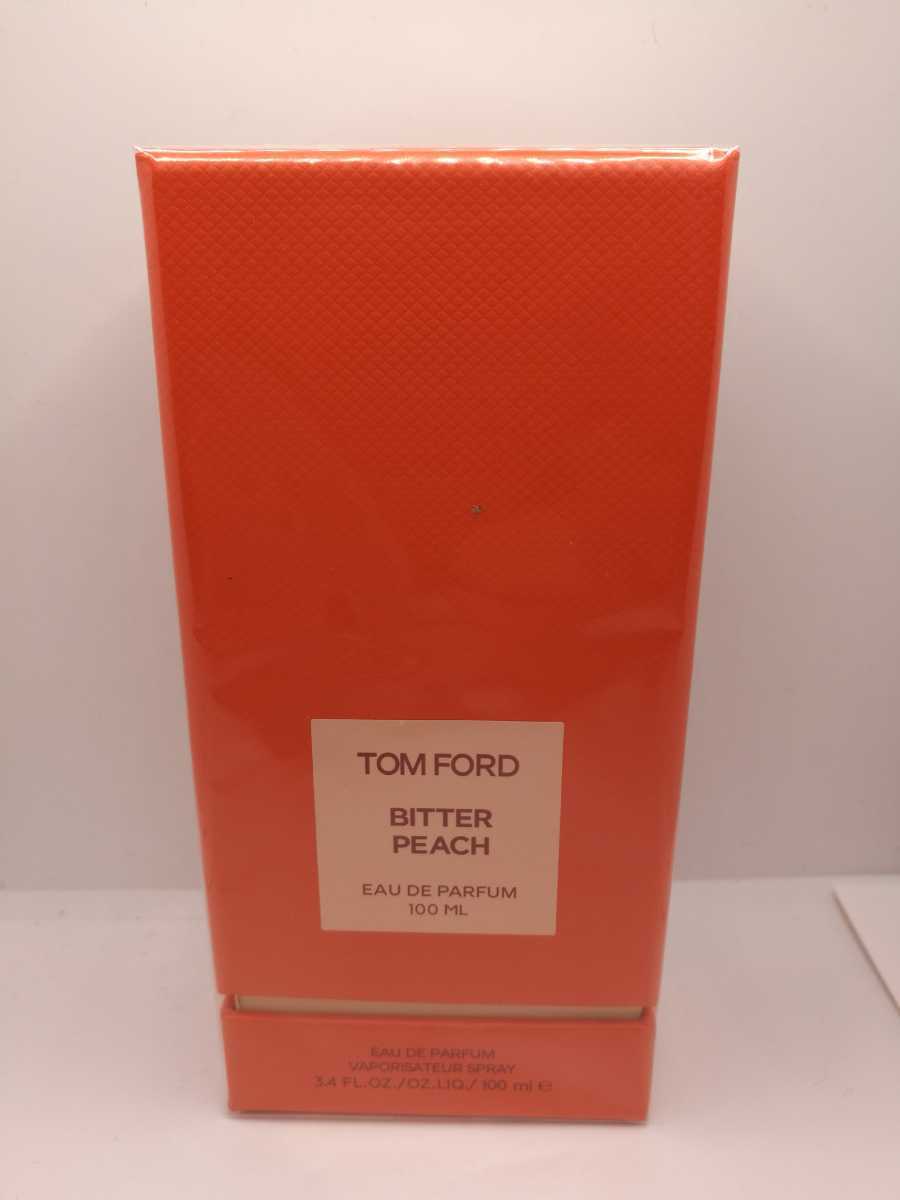 TOM FORD
BITTER
PEACH
EAU DE PARFUM
100 ML
EAU DE PARFUM
VAPORISATEUR SPRAY
3.4 FL.OZ./OZ.LIQ./ 100 ml ℮